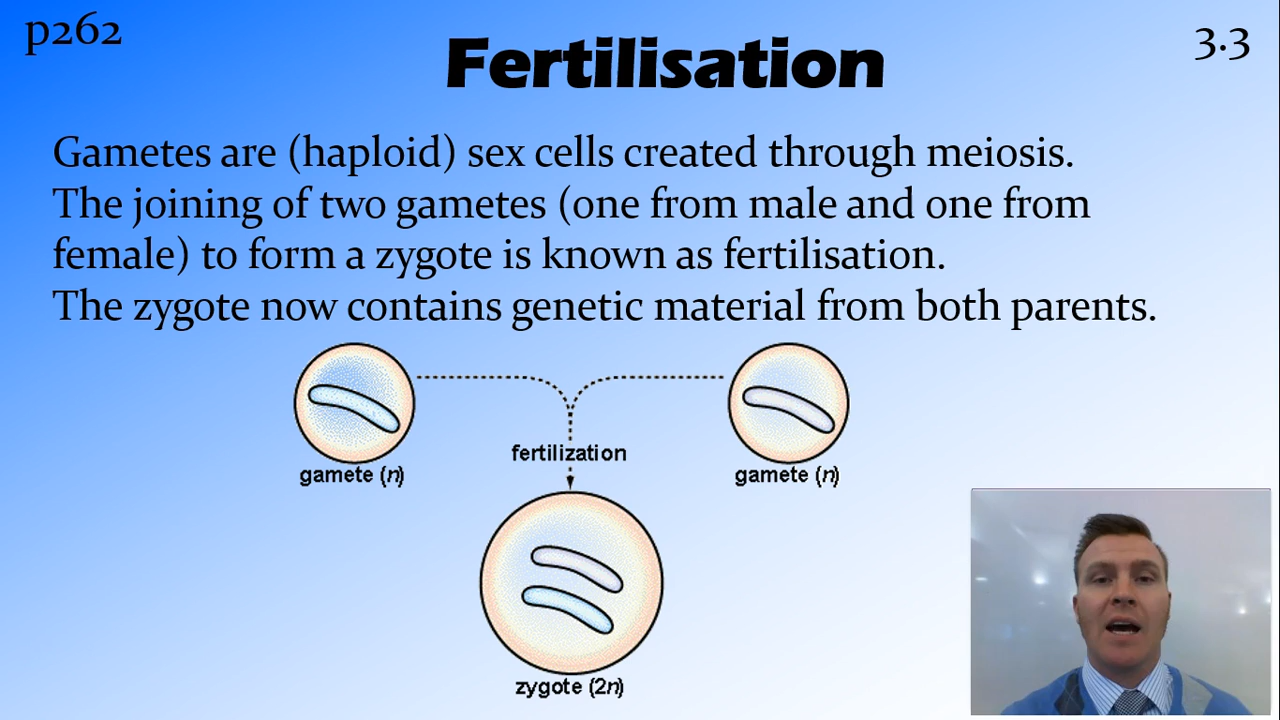 p262
Fertilisation
3.3
Gametes are (haploid) sex cells created through meiosis.
The joining of two gametes (one from male and one from
female) to form a zygote is known as fertilisation.
The zygote now contains genetic material from both parents.
fertilization
gamete (n)
gamete (n)
zygote (2n)